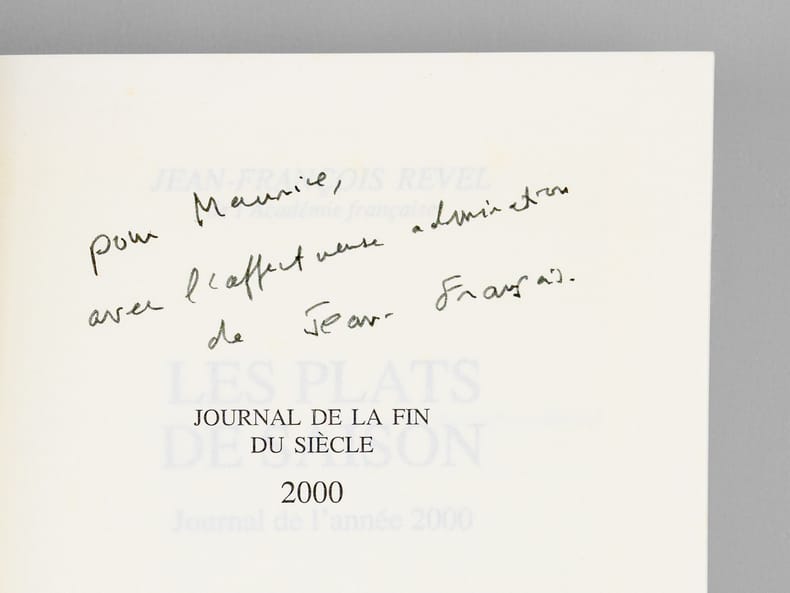 pour Maurice,
avec l'affectueuse admiration
de Jean-François.
JEAN-FRANÇOIS REVEL
de l'Académie française
LES PLATS
JOURNAL DE LA FIN
DU SIÈCLE
DE SAISON
2000
Journal de l'année 2000